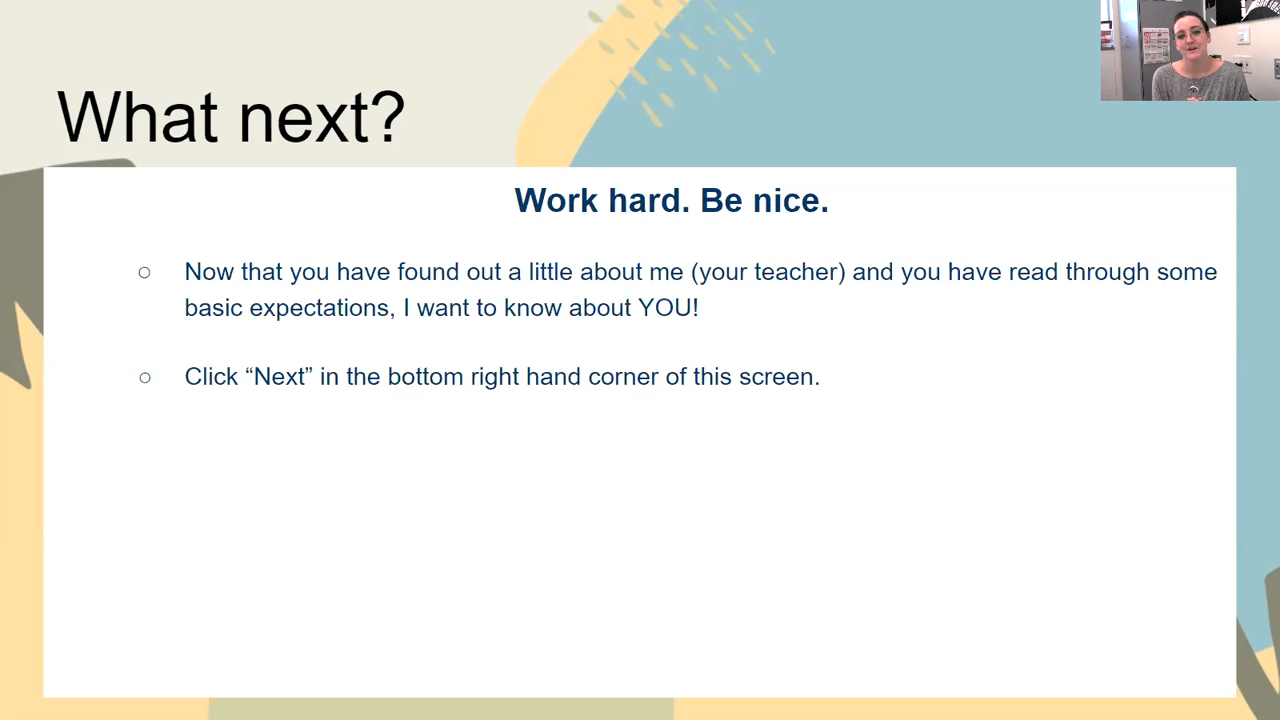 What next?
Work hard. Be nice.
○ Now that you have found out a little about me (your teacher) and you have read through some
basic expectations, I want to know about YOU!
○ Click “Next” in the bottom right hand corner of this screen.